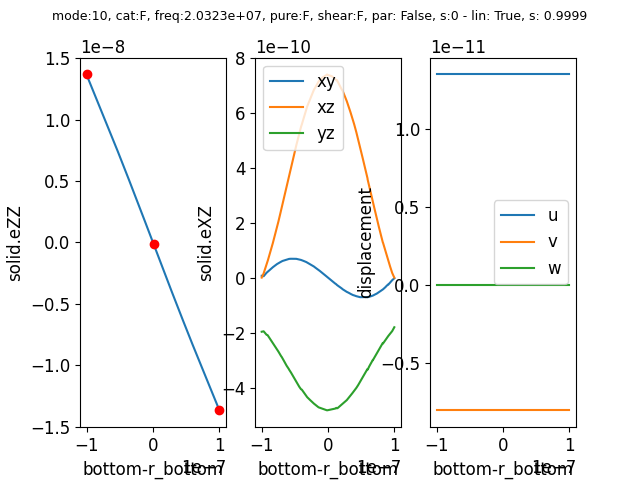 mode:10, cat:F, freq:2.0323e+07, pure:F, shear:F, par: False, s:0 - lin: True, s: 0.9999
1e−8
1.5
1.0
0.5
0.0
−0.5
−1.0
−1.5
solid.eZZ
−1
0
1
1e−7
bottom-r_bottom
1e−10
8
6
4
2
0
−2
−4
solid.eXZ
xy
xz
yz
−1
0
1
1e−7
bottom-r_bottom
1e−11
1.0
0.5
0.0
−0.5
displacement
u
v
w
−1
0
1
1e−7
bottom-r_bottom